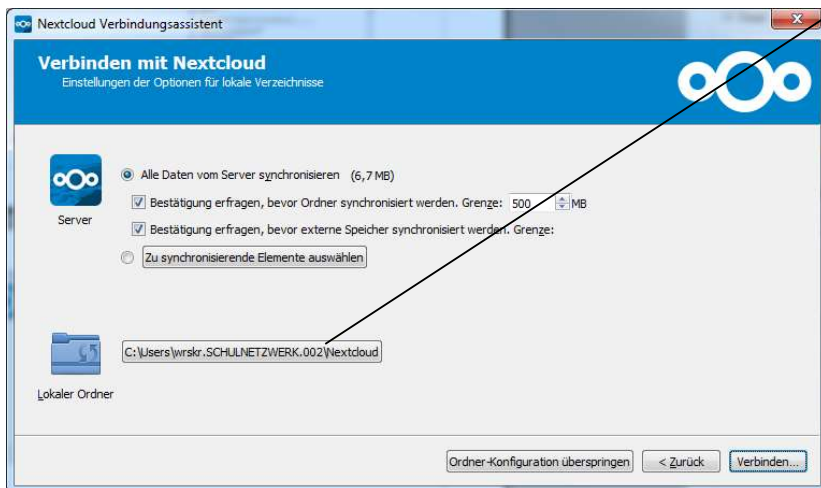 Nextcloud Verbindungsassistent
Verbinden mit Nextcloud
Einstellungen der Optionen für lokale Verzeichnisse
Alle Daten vom Server synchronisieren (6,7 MB)
Bestätigung erfragen, bevor Ordner synchronisiert werden. Grenze: 500 MB
Bestätigung erfragen, bevor externe Speicher synchronisiert werden. Grenze:
Server
Zu synchronisierende Elemente auswählen
C:\Users\wrskr.SCHULNETZWERK.002\Nextcloud
Lokaler Ordner
Ordner-Konfiguration überspringen < Zurück Verbinden...